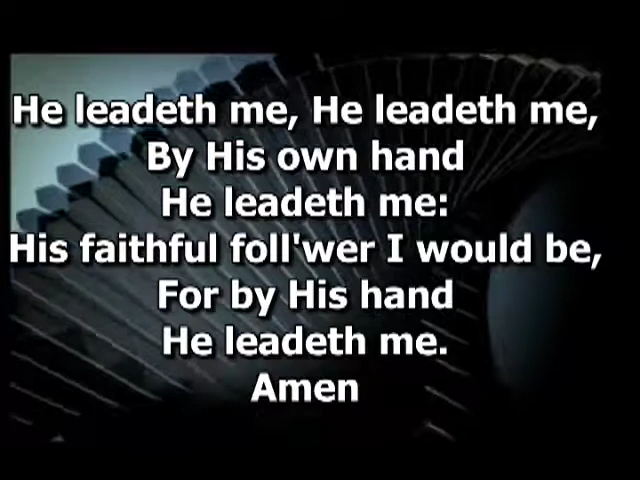 He leadeth me, He leadeth me,
By His own hand
He leadeth me:
His faithful foll'wer I would be,
For by His hand
He leadeth me.
Amen